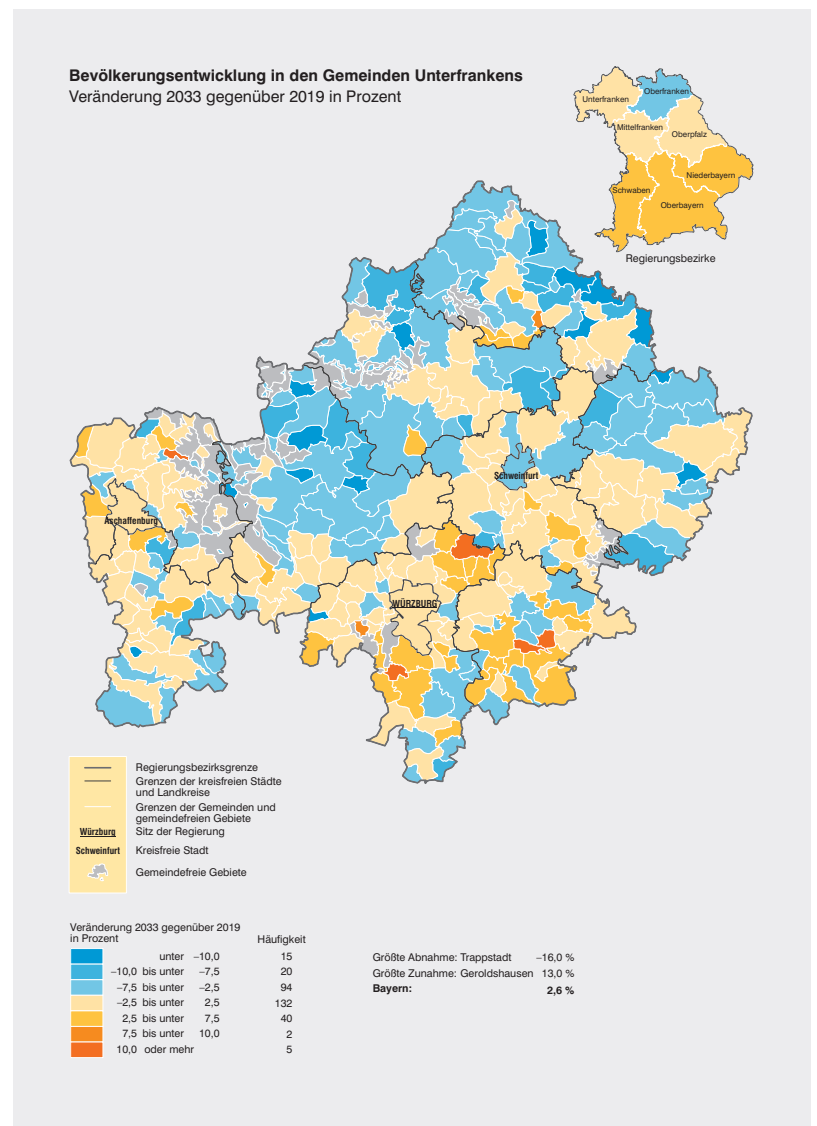 Bevölkerungsentwicklung in den Gemeinden Unterfrankens
Veränderung 2033 gegenüber 2019 in Prozent
Oberfranken
Unterfranken
Mittelfranken
Oberpfalz
Niederbayern
Schwaben
Oberbayern
Regierungsbezirke
Schweinfurt
Aschaffenburg
WÜRZBURG
Regierungsbezirksgrenze
Grenzen der kreisfreien Städte
und Landkreise
Grenzen der Gemeinden und
gemeindefreien Gebiete
Würzburg Sitz der Regierung
Schweinfurt Kreisfreie Stadt
Gemeindefreie Gebiete
Veränderung 2033 gegenüber 2019
in Prozent Häufigkeit
unter −10,0 15
−10,0 bis unter −7,5 20
−7,5 bis unter −2,5 94
−2,5 bis unter 2,5 132
2,5 bis unter 7,5 40
7,5 bis unter 10,0 2
10,0 oder mehr 5
Größte Abnahme: Trappstadt −16,0 %
Größte Zunahme: Geroldshausen 13,0 %
Bayern: 2,6 %